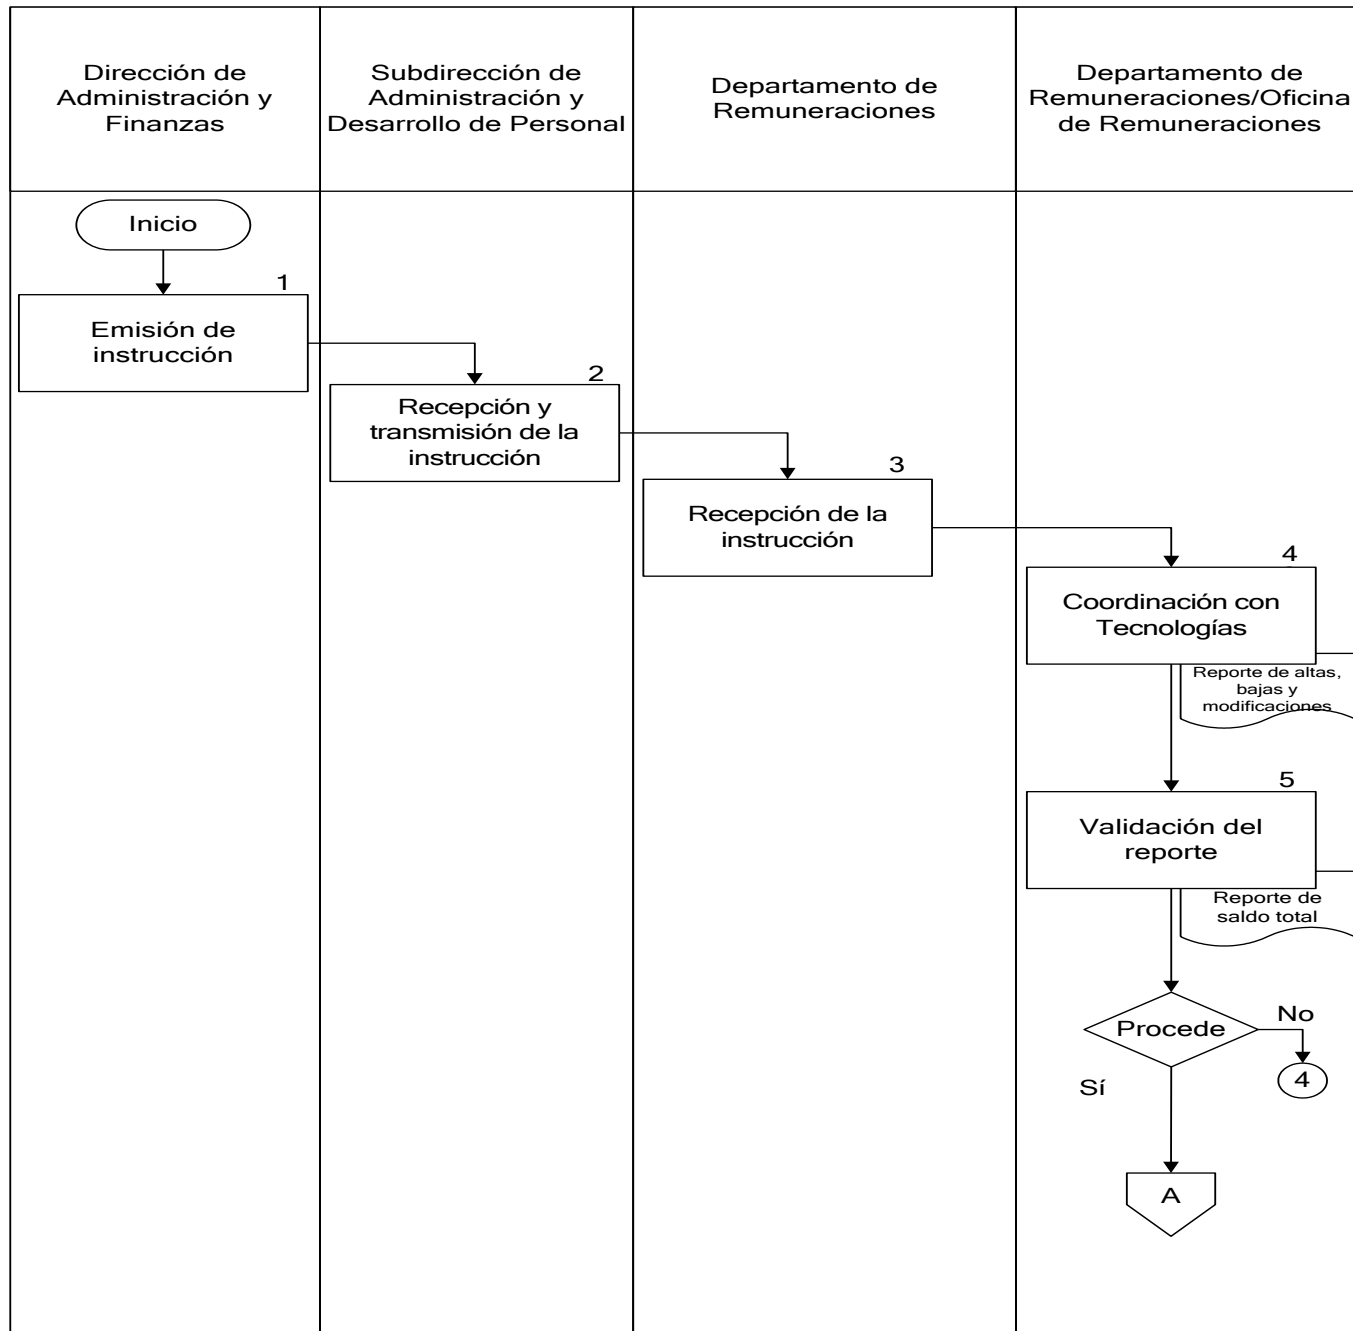 Dirección de
Administración y
Finanzas
Subdirección de
Administración y
Desarrollo de Personal
Departamento de
Remuneraciones
Departamento de
Remuneraciones/Oficina
de Remuneraciones
Inicio
1
Emisión de
instrucción
2
Recepción y
transmisión de la
instrucción
3
Recepción de la
instrucción
4
Coordinación con
Tecnologías
Reporte de altas,
bajas y
modificaciones
5
Validación del
reporte
Reporte de
saldo total
Procede
No
4
Sí
A